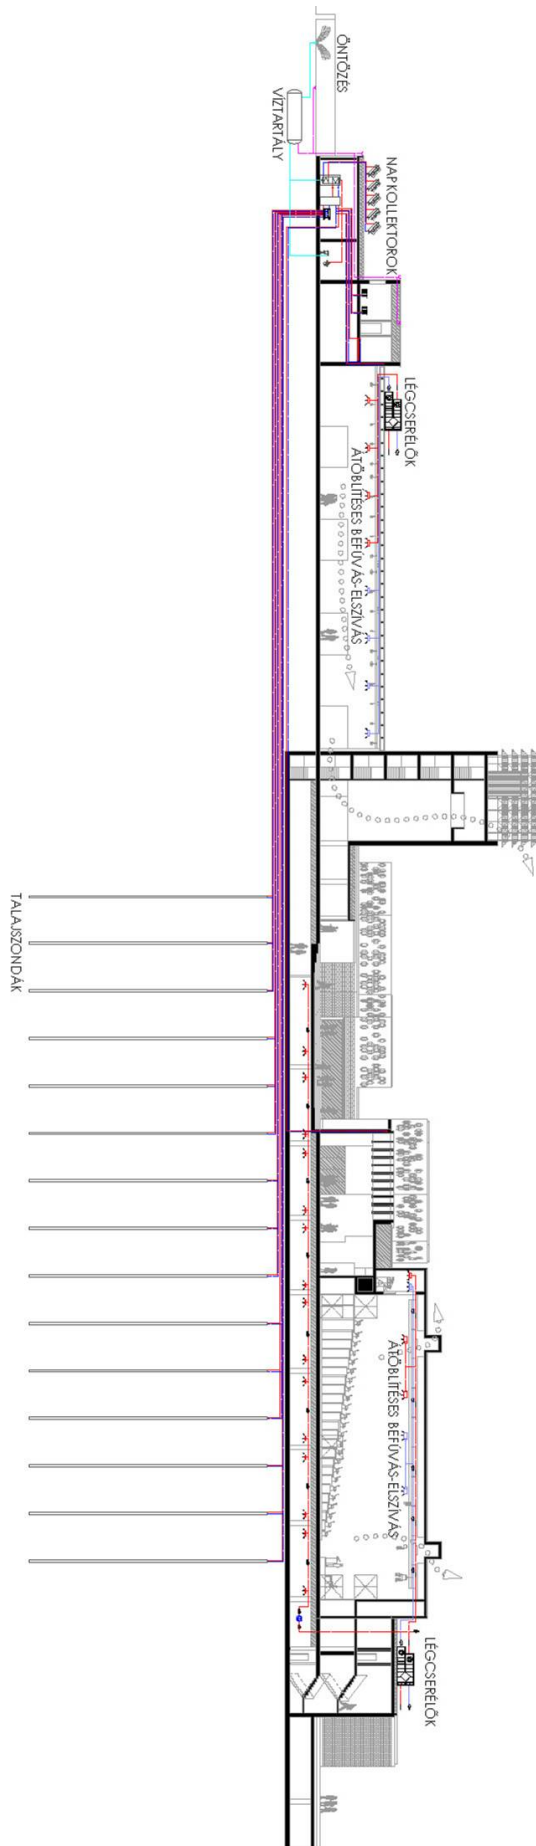 ÖNTÖZÉS
VÍZTARTÁLY
NAPKOLLEKTOROK
LÉGCSERÉLŐK
ÁTÖBLÍTÉSES BEFÚVÁS-ELSZÍVÁS
TALAJSZONDÁK
ÁTÖBLÍTÉSES BEFÚVÁS-ELSZÍVÁS
LÉGCSERÉLŐK